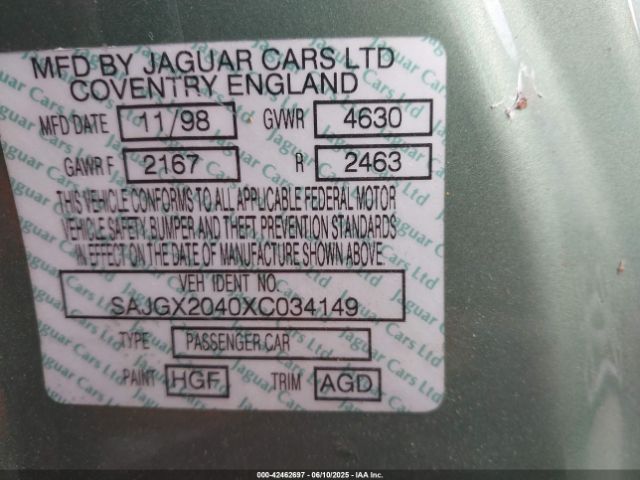 MFD BY JAGUAR CARS LTD
COVENTRY ENGLAND
MFD DATE 11/98 GVWR 4630
GAWR F 2167 R 2463
THIS VEHICLE CONFORMS TO ALL APPLICABLE FEDERAL MOTOR
VEHICLE SAFETY, BUMPER AND THEFT PREVENTION STANDARDS
IN EFFECT ON THE DATE OF MANUFACTURE SHOWN ABOVE.
VEH IDENT NO.
SAJGX2040XC034149
TYPE PASSENGER CAR
PAINT HGF TRIM AGD
000-42462697 - 06/10/2025 - IAA Inc.